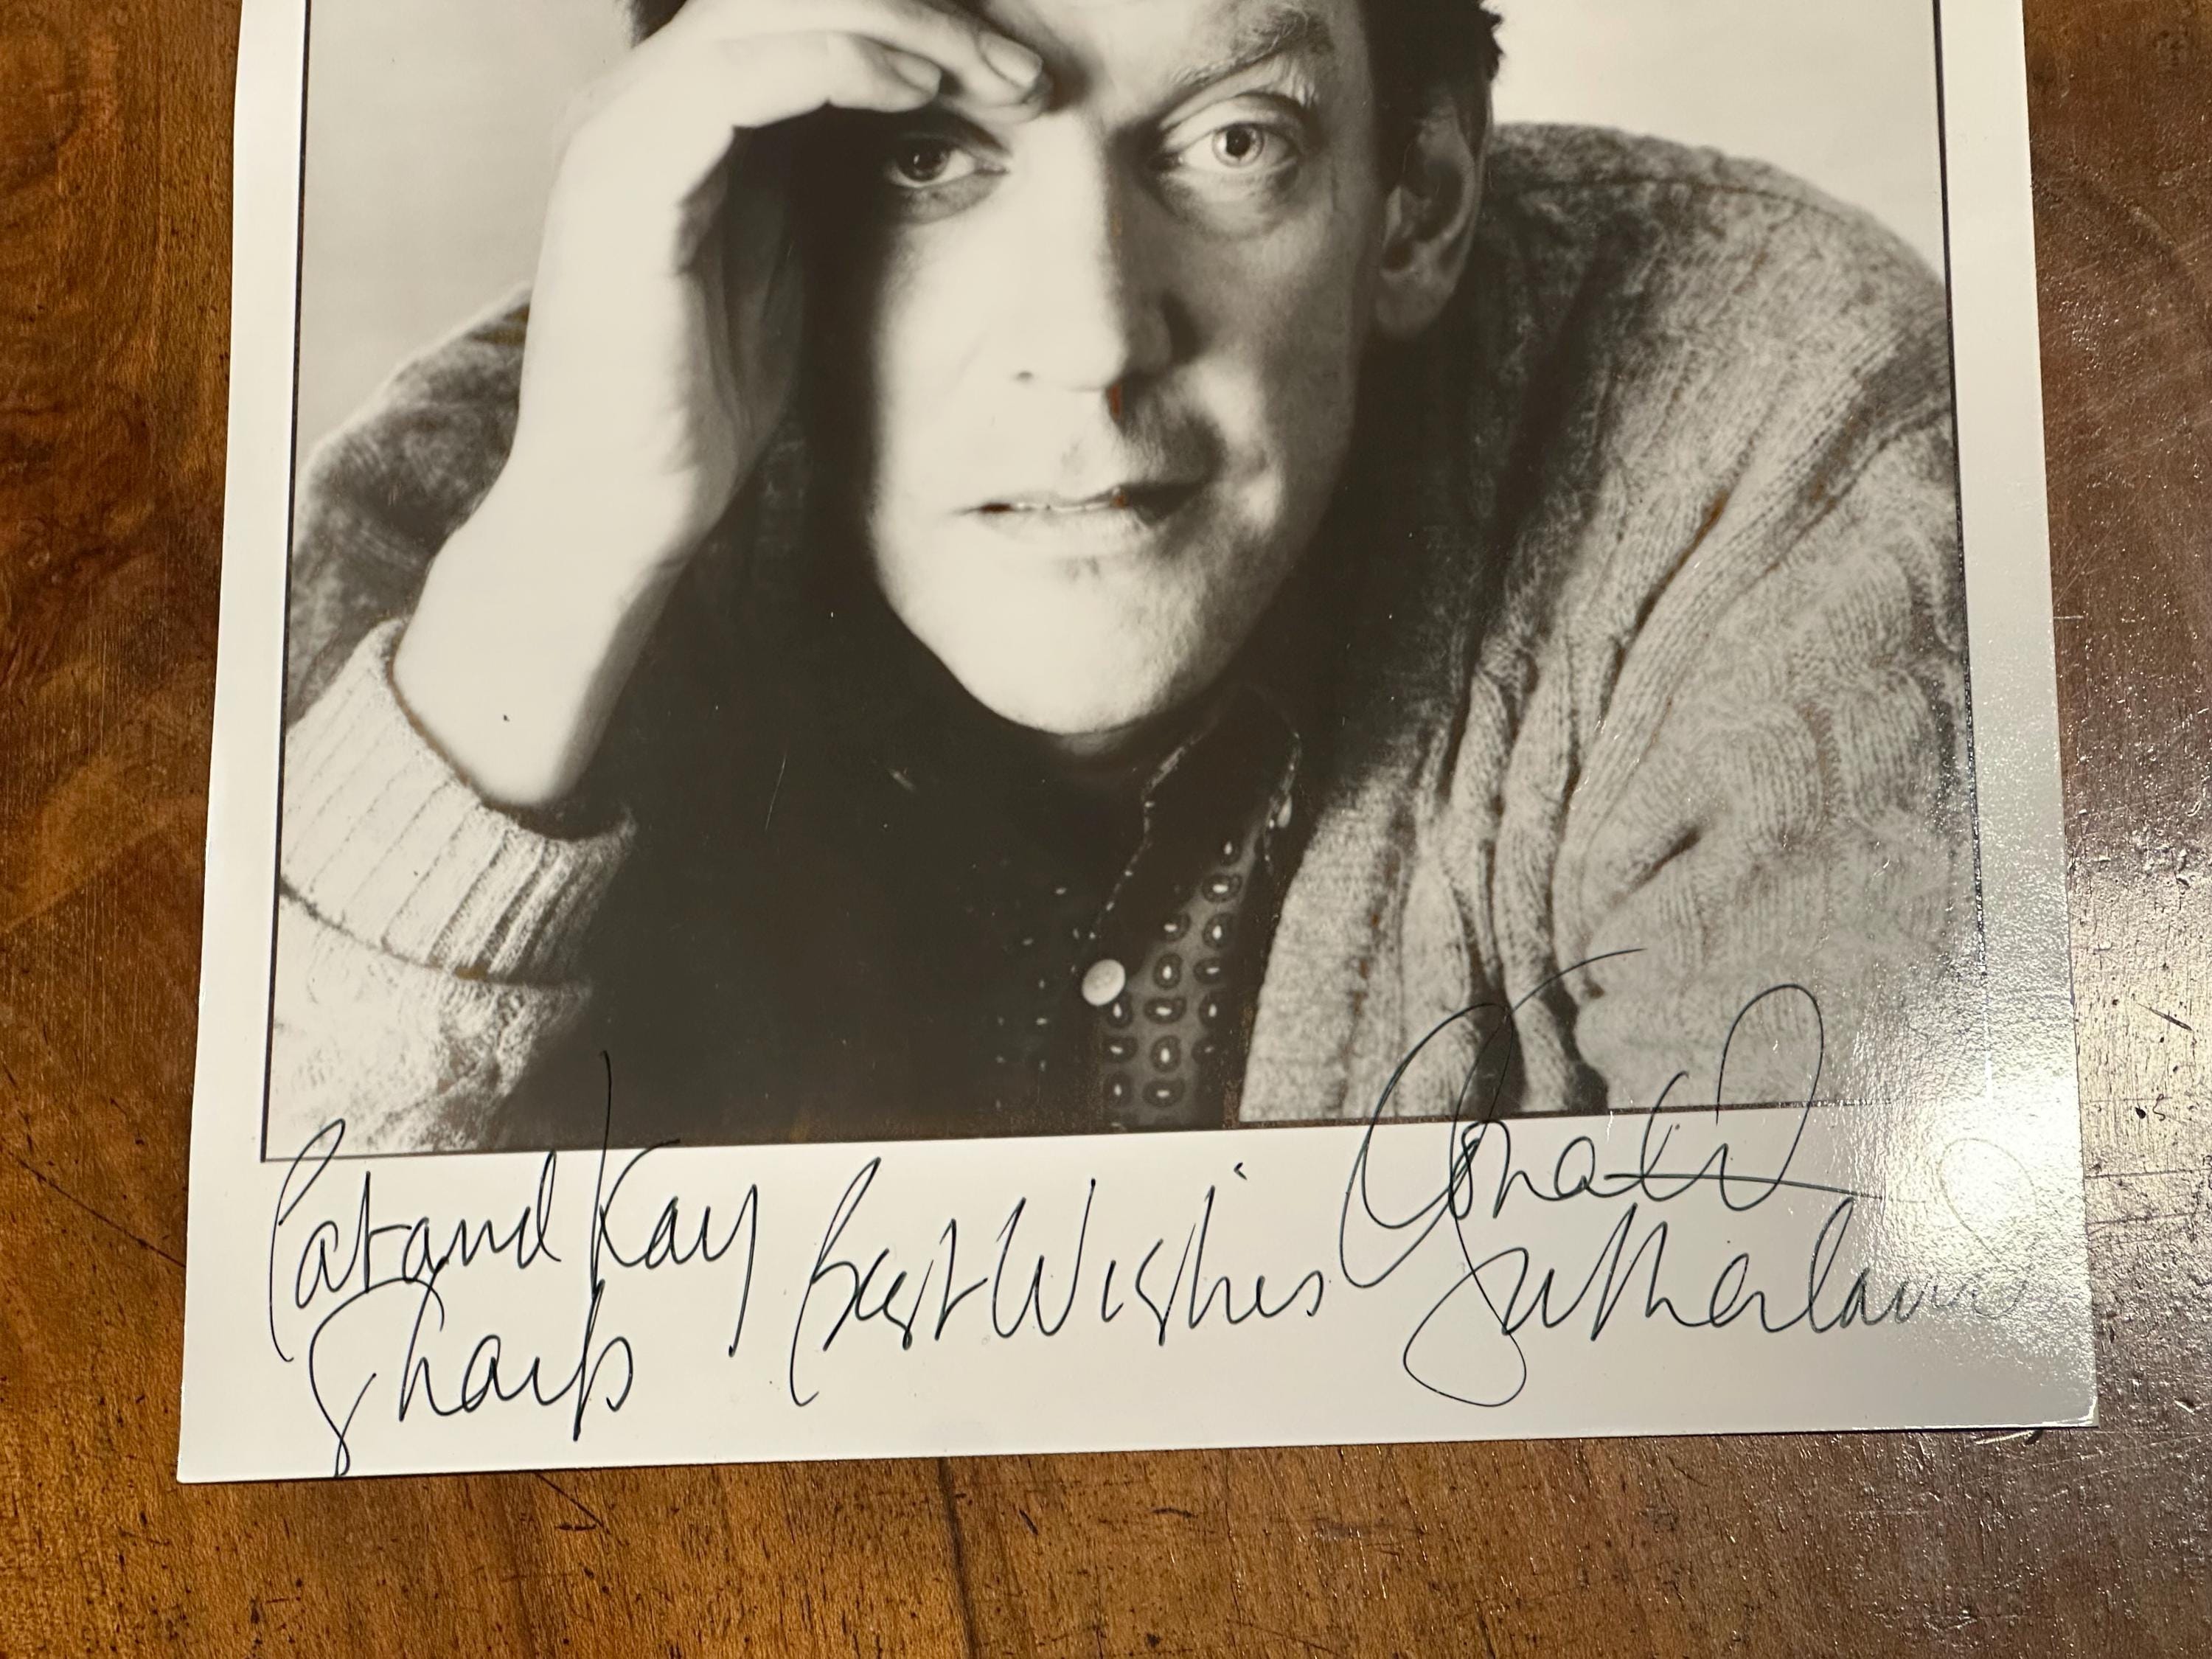 Pat and Kay Best Wishes Donald
Sharp Sutherland